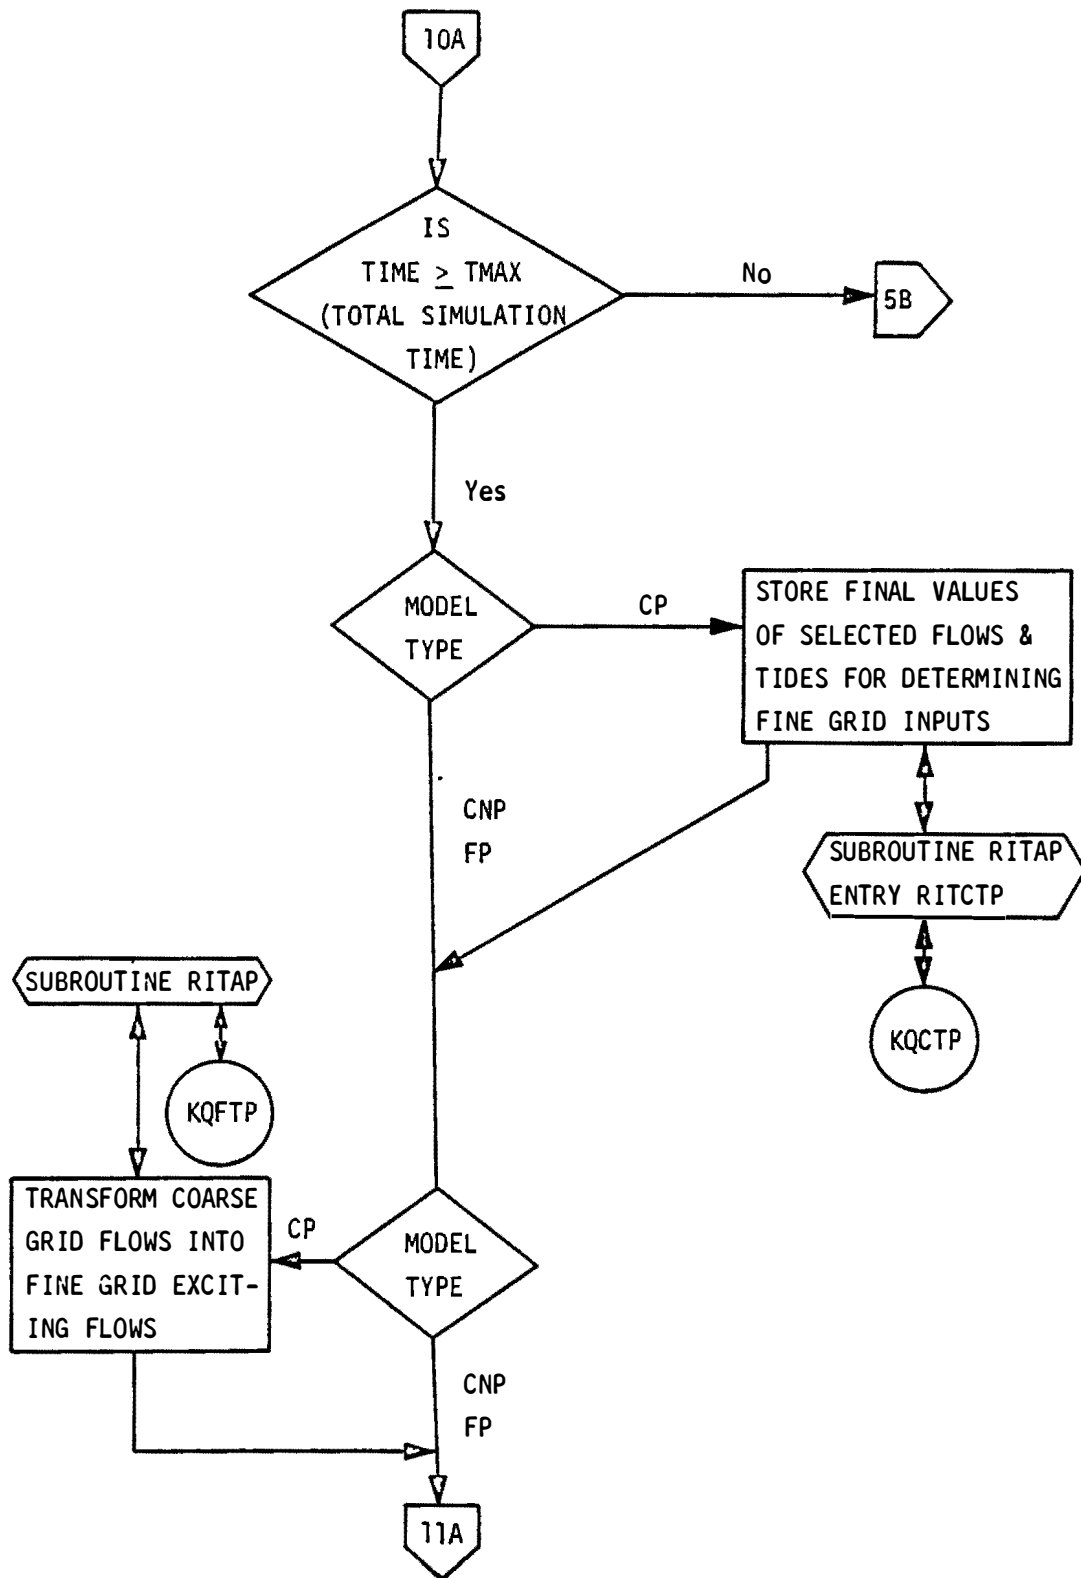 10A
IS
TIME ≥ TMAX
(TOTAL SIMULATION
TIME)
No
5B
Yes
MODEL
TYPE
CP
STORE FINAL VALUES
OF SELECTED FLOWS &
TIDES FOR DETERMINING
FINE GRID INPUTS
CNP
FP
SUBROUTINE RITAP
ENTRY RITCTP
KQCTP
SUBROUTINE RITAP
KQFTP
TRANSFORM COARSE
GRID FLOWS INTO
FINE GRID EXCIT-
ING FLOWS
CP
MODEL
TYPE
CNP
FP
11A